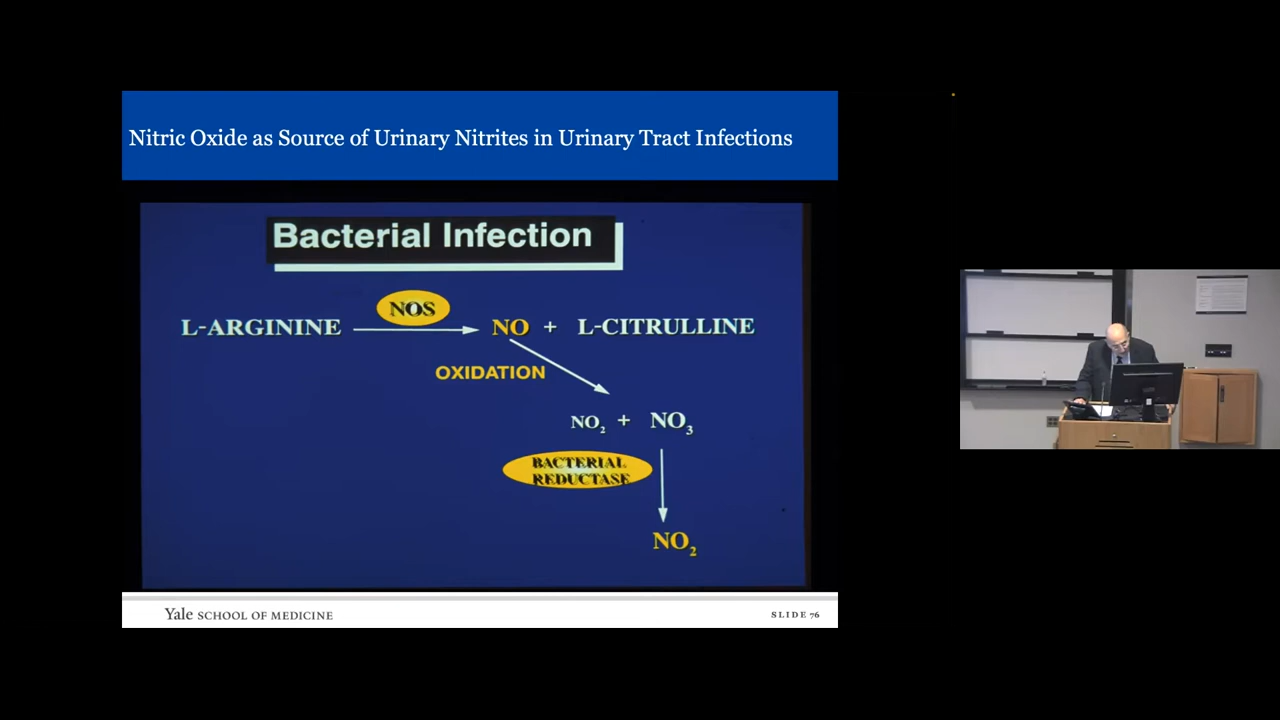 Nitric Oxide as Source of Urinary Nitrites in Urinary Tract Infections
Bacterial Infection
NOS
L-ARGININE NO + L-CITRULLINE
OXIDATION
NO₂ + NO₃
BACTERIAL
REDUCTASE
NO₂
Yale SCHOOL OF MEDICINE
SLIDE 76